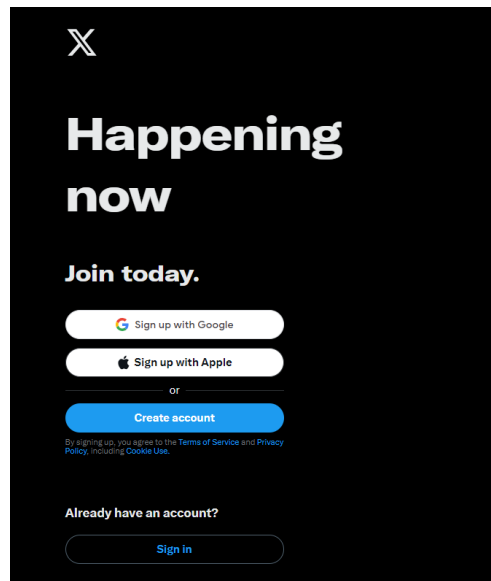 X
Happening
now
Join today.
Sign up with Google
Sign up with Apple
or
Create account
By signing up, you agree to the Terms of Service and Privacy
Policy, including Cookie Use.
Already have an account?
Sign in